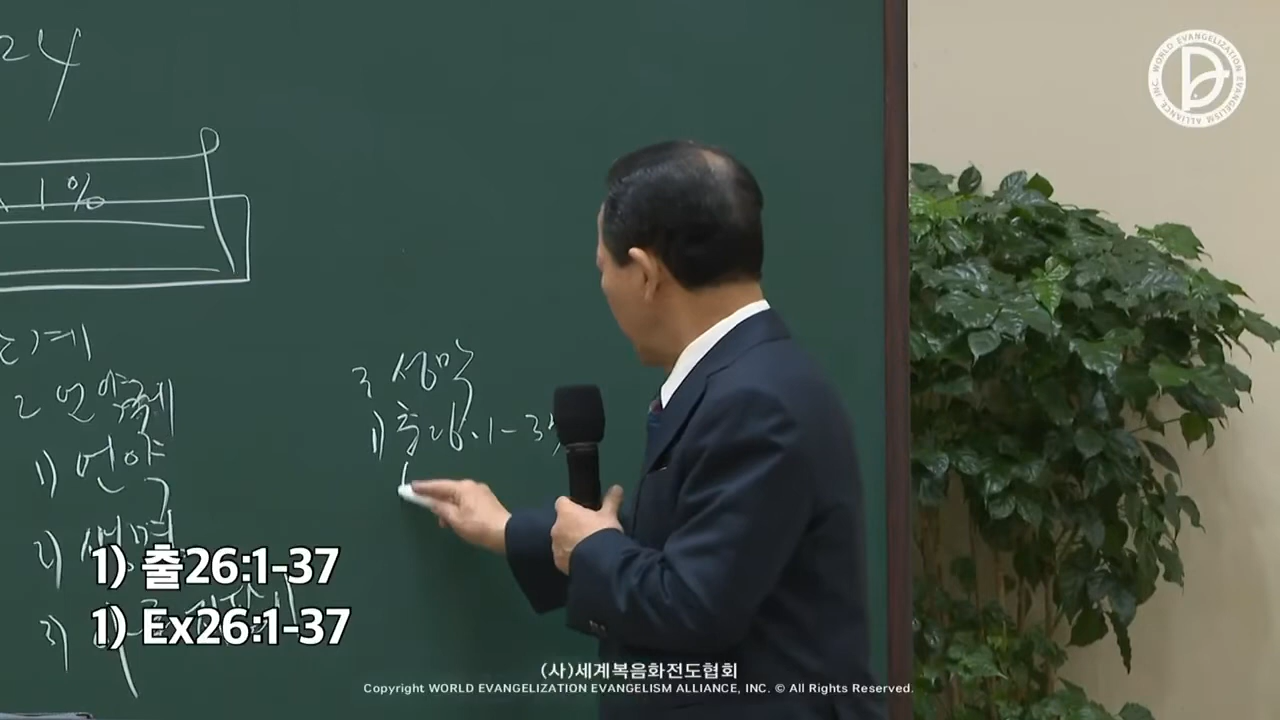 24
1%
2 언약궤
1) 언약
2) 생명
3)
3 성막
1) 출26:1-37
1) 출26:1-37
1) Ex26:1-37
WORLD EVANGELIZATION EVANGELISM ALLIANCE, INC.
(사)세계복음화전도협회
Copyright WORLD EVANGELIZATION EVANGELISM ALLIANCE, INC. © All Rights Reserved.